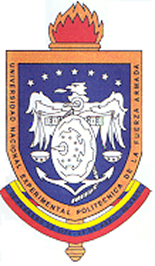 UNIVERSIDAD NACIONAL EXPERIMENTAL POLITECNICA DE LA FUERZA ARMADA